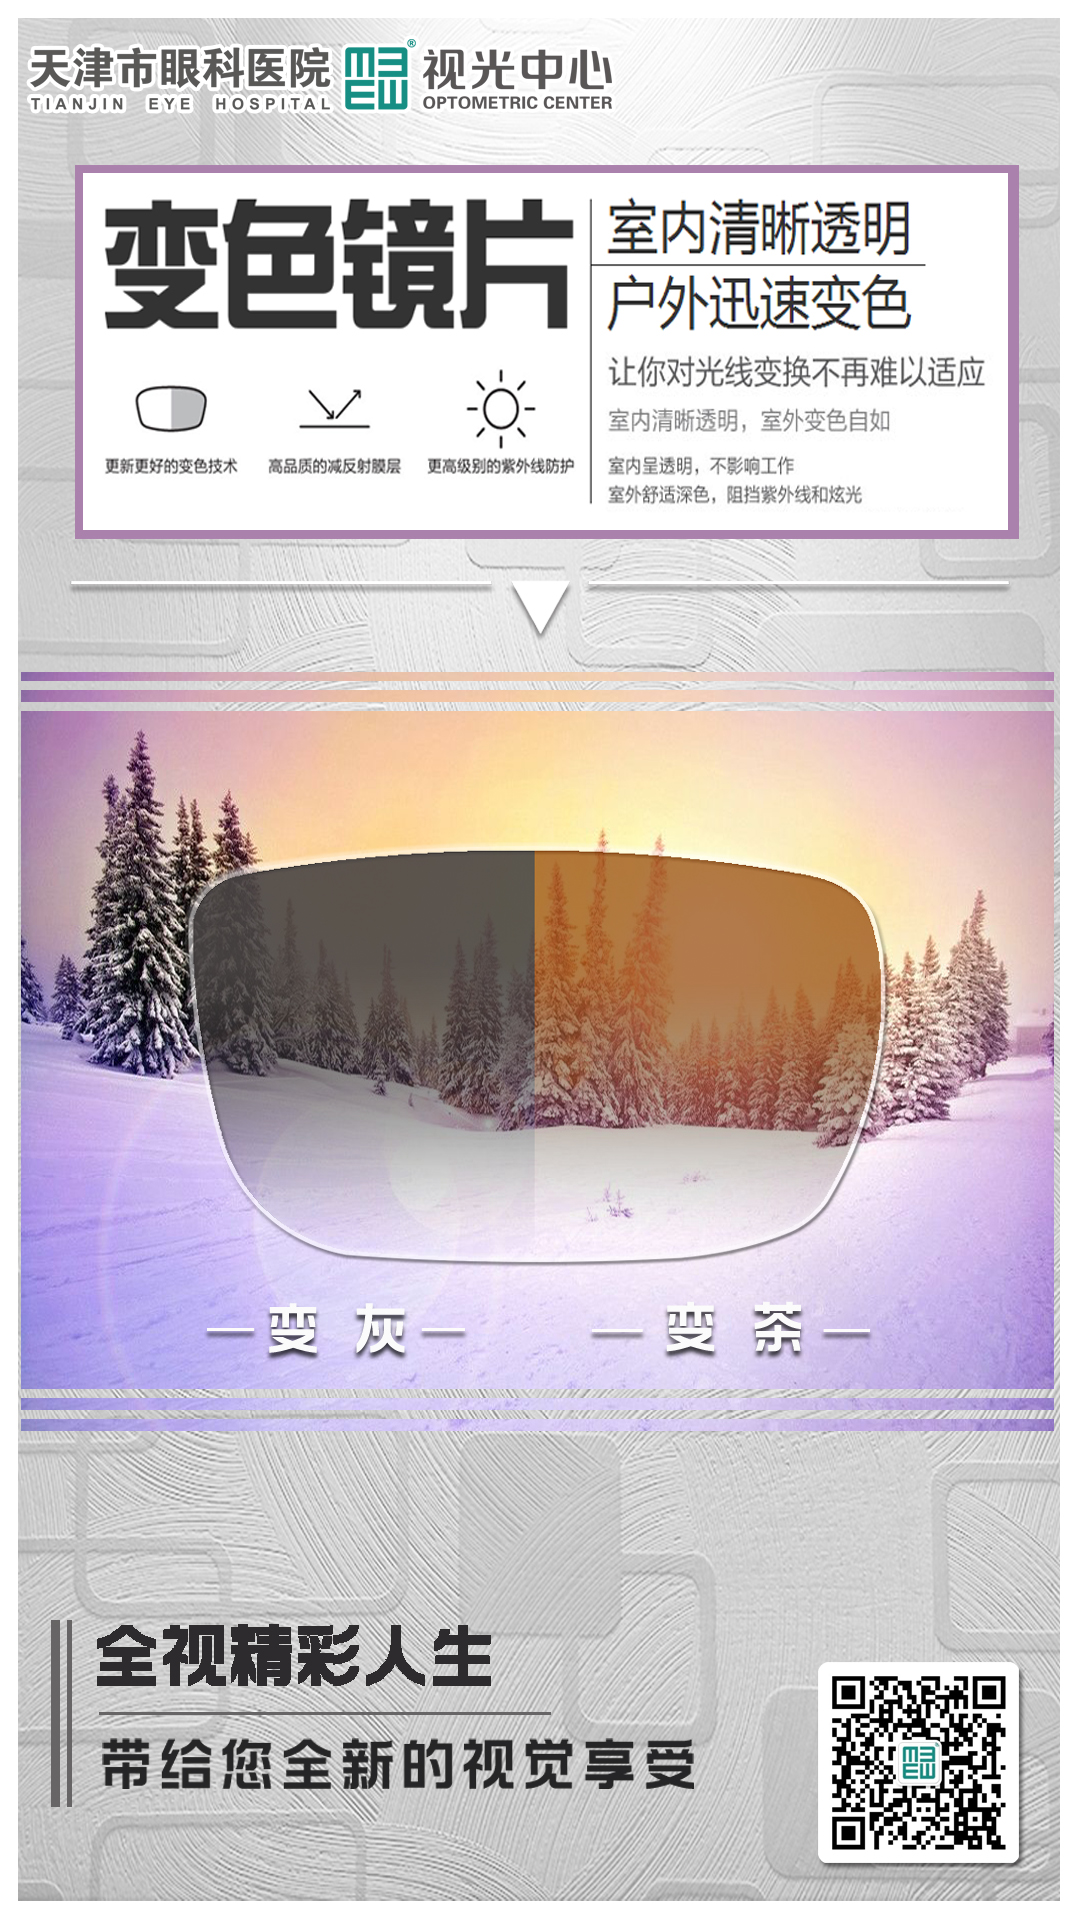 天津市眼科医院
TIANJIN EYE HOSPITAL
视光中心
OPTOMETRIC CENTER
变色镜片
室内清晰透明
户外迅速变色
让你对光线变换不再难以适应
室内清晰透明，室外变色自如
室内呈透明，不影响工作
室外舒适深色，阻挡紫外线和炫光
更新更好的变色技术
高品质的减反射膜层
更高级别的紫外线防护
变 灰
变 茶
全视精彩人生
带给您全新的视觉享受